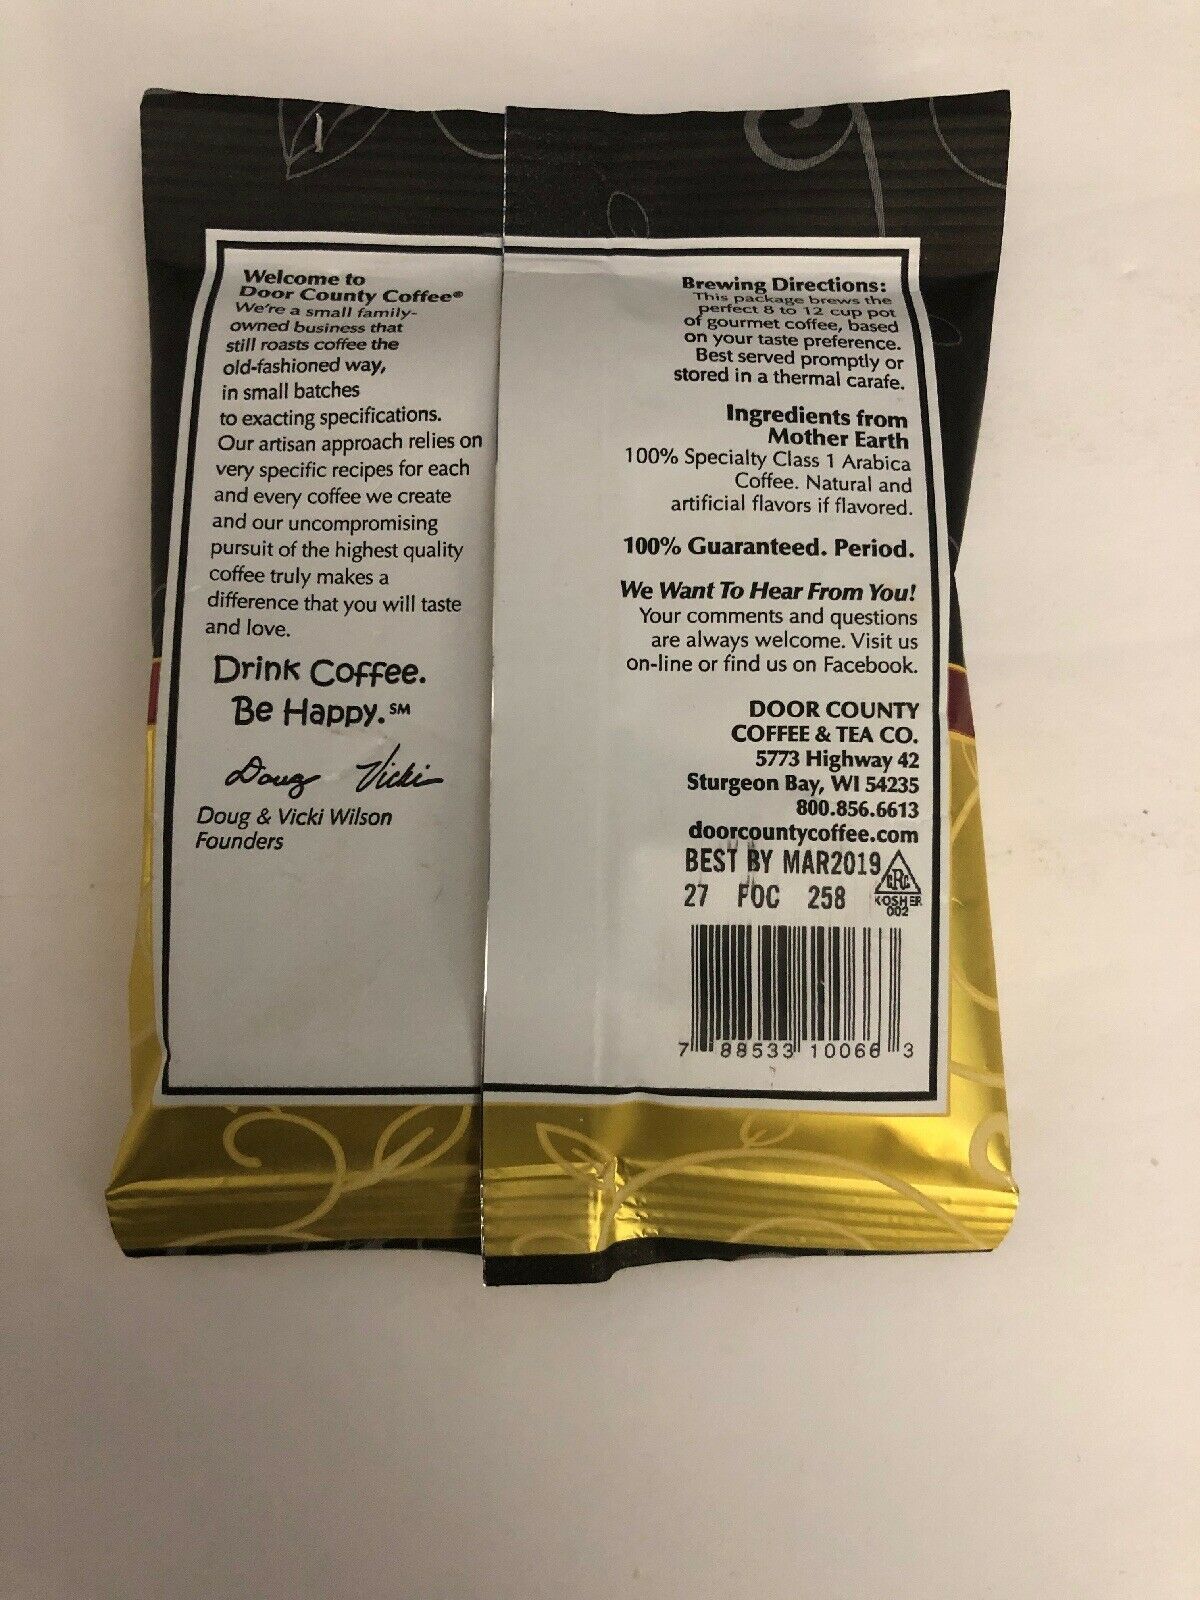 Welcome to
Door County Coffee®
We're a small family-
owned business that
still roasts coffee the
old-fashioned way,
in small batches
to exacting specifications.
Our artisan approach relies on
very specific recipes for each
and every coffee we create
and our uncompromising
pursuit of the highest quality
coffee truly makes a
difference that you will taste
and love.
Drink Coffee.
Be Happy.℠
Doug Vicki
Doug & Vicki Wilson
Founders
Brewing Directions:
This package brews the
perfect 8 to 12 cup pot
of gourmet coffee, based
on your taste preference.
Best served promptly or
stored in a thermal carafe.
Ingredients from
Mother Earth
100% Specialty Class 1 Arabica
Coffee. Natural and
artificial flavors if flavored.
100% Guaranteed. Period.
We Want To Hear From You!
Your comments and questions
are always welcome. Visit us
on-line or find us on Facebook.
DOOR COUNTY
COFFEE & TEA CO.
5773 Highway 42
Sturgeon Bay, WI 54235
800.856.6613
doorcountycoffee.com
BEST BY MAR2019
27 FOC 258
CRC
KOSHER
002
7 88533 10066 3